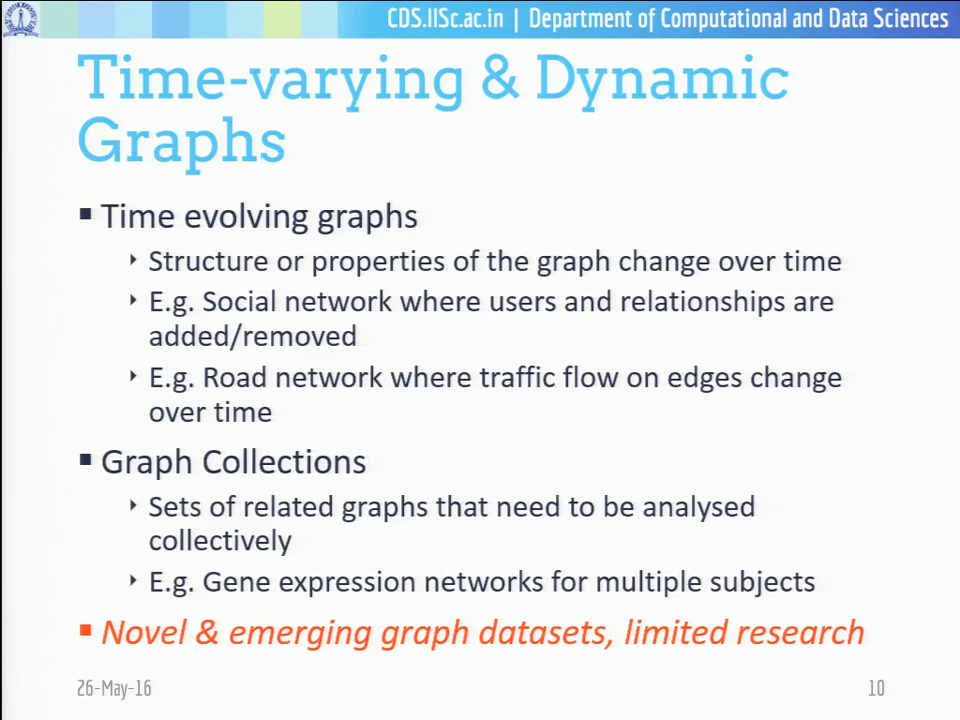 CDS.IISc.ac.in | Department of Computational and Data Sciences
Time-varying & Dynamic
Graphs
Time evolving graphs
Structure or properties of the graph change over time
E.g. Social network where users and relationships are
added/removed
E.g. Road network where traffic flow on edges change
over time
Graph Collections
Sets of related graphs that need to be analysed
collectively
E.g. Gene expression networks for multiple subjects
Novel & emerging graph datasets, limited research
26-May-16
10